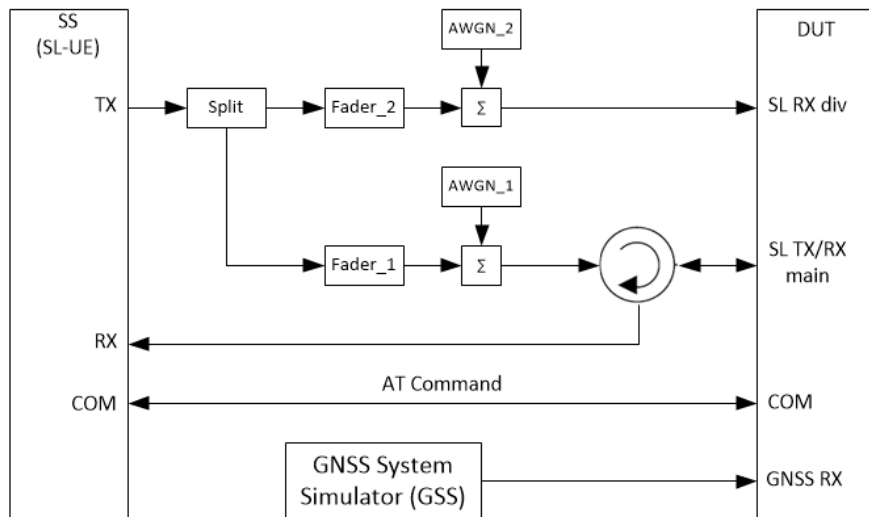 SS
(SL-UE)
DUT
AWGN_2
TX
Split
Fader_2
Σ
SL RX div
AWGN_1
Fader_1
Σ
SL TX/RX
main
RX
AT Command
COM
COM
GNSS System
Simulator (GSS)
GNSS RX